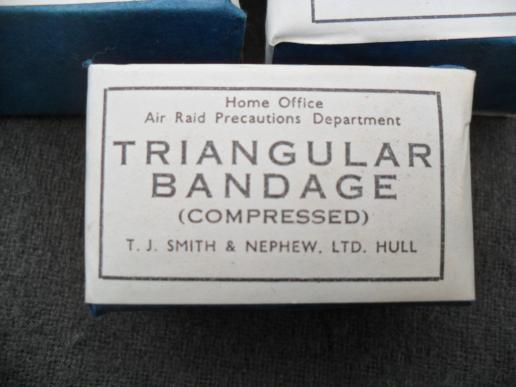 Home Office
Air Raid Precautions Department
TRIANGULAR
BANDAGE
(COMPRESSED)
T. J. SMITH & NEPHEW, LTD. HULL